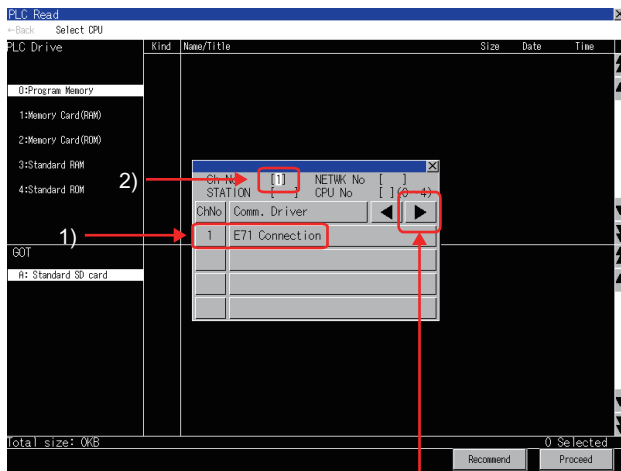 PLC Read
←Back Select CPU
PLC Drive Kind Name/Title Size Date Time
0:Program Memory
1:Memory Card(RAM)
2:Memory Card(ROM)
3:Standard RAM
4:Standard ROM
2)
Ch No [1] NETWK No [ ]
STATION [ ] CPU No [ ](0-4)
ChNo Comm. Driver
1)
1 E71 Connection
GOT
A: Standard SD card
Total size: 0KB 0 Selected
Recommend Proceed